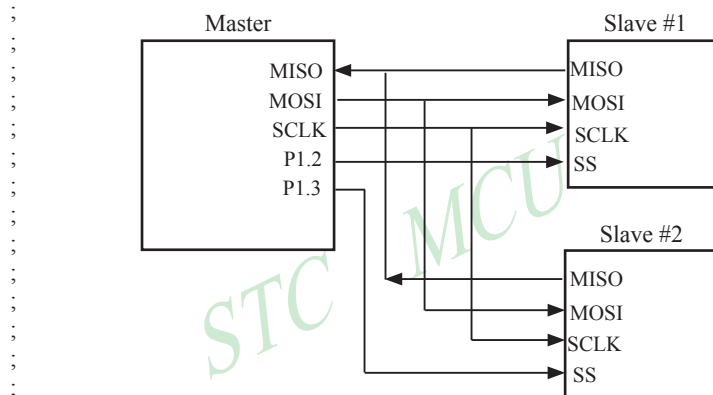 ;
;
;
;
;
;
;
;
;
;
;
;
;
;
Master
MISO
MOSI
SCLK
P1.2
P1.3
Slave #1
MISO
MOSI
SCLK
SS
Slave #2
MISO
MOSI
SCLK
SS
STC MCU